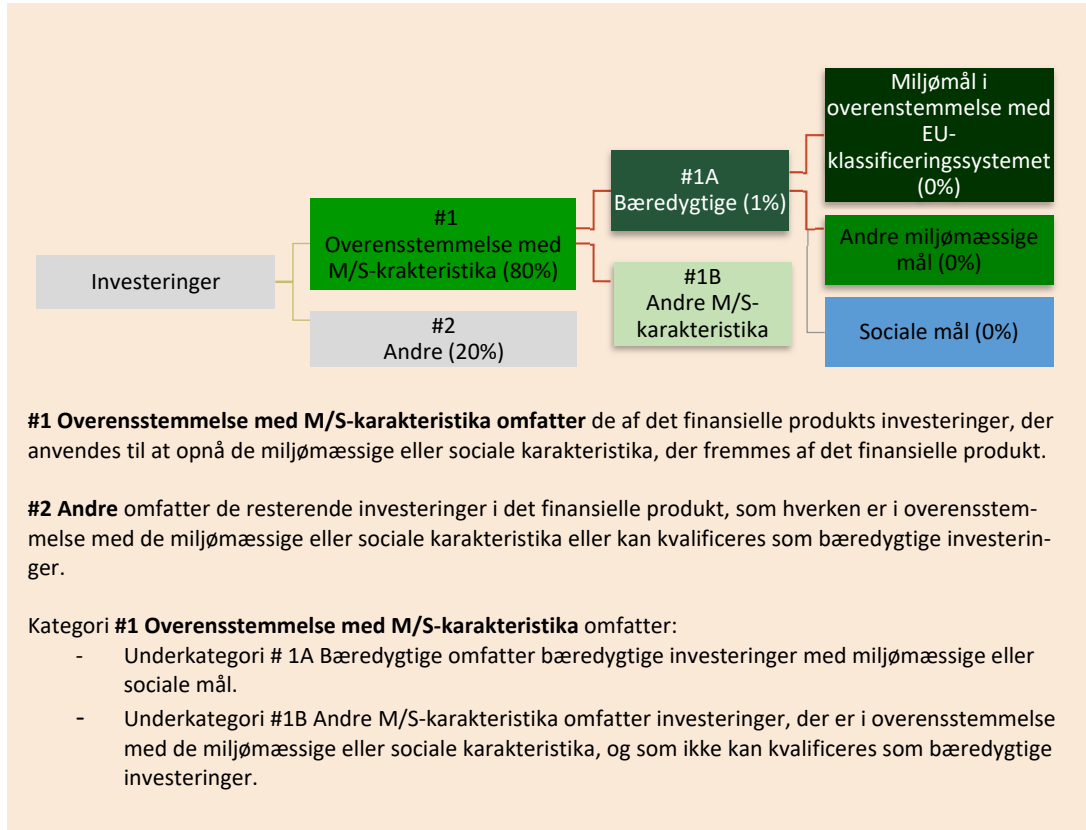 Investeringer
#1
Overensstemmelse med
M/S-krakteristika (80%)
#2
Andre (20%)
#1A
Bæredygtige (1%)
#1B
Andre M/S-
karakteristika
Miljømål i
overenstemmelse med
EU-
klassificeringssystemet
(0%)
Andre miljømæssige
mål (0%)
Sociale mål (0%)
#1 Overensstemmelse med M/S-karakteristika omfatter de af det finansielle produkts investeringer, der
anvendes til at opnå de miljømæssige eller sociale karakteristika, der fremmes af det finansielle produkt.
#2 Andre omfatter de resterende investeringer i det finansielle produkt, som hverken er i overensstem-
melse med de miljømæssige eller sociale karakteristika eller kan kvalificeres som bæredygtige investerin-
ger.
Kategori #1 Overensstemmelse med M/S-karakteristika omfatter:
- Underkategori # 1A Bæredygtige omfatter bæredygtige investeringer med miljømæssige eller
sociale mål.
- Underkategori #1B Andre M/S-karakteristika omfatter investeringer, der er i overensstemmelse
med de miljømæssige eller sociale karakteristika, og som ikke kan kvalificeres som bæredygtige
investeringer.